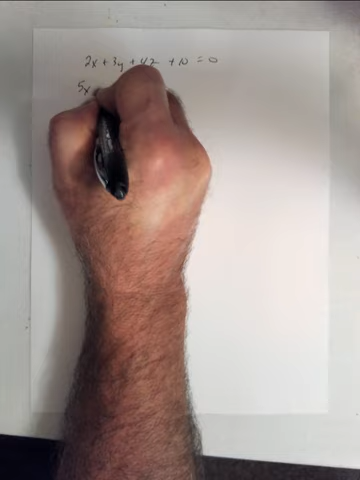 2x + 3y + 4z + 10 = 0
5x